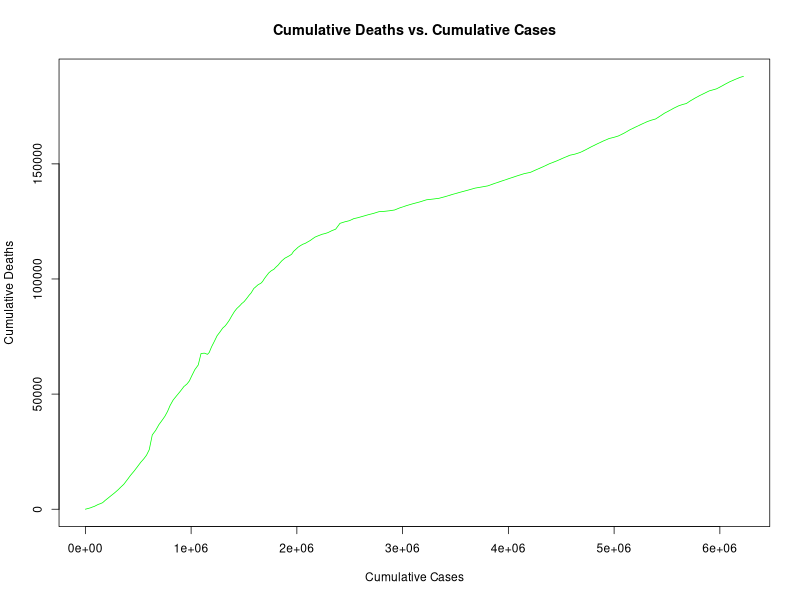 Cumulative Deaths vs. Cumulative Cases
Cumulative Deaths
150000
100000
50000
0
0e+00 1e+06 2e+06 3e+06 4e+06 5e+06 6e+06
Cumulative Cases